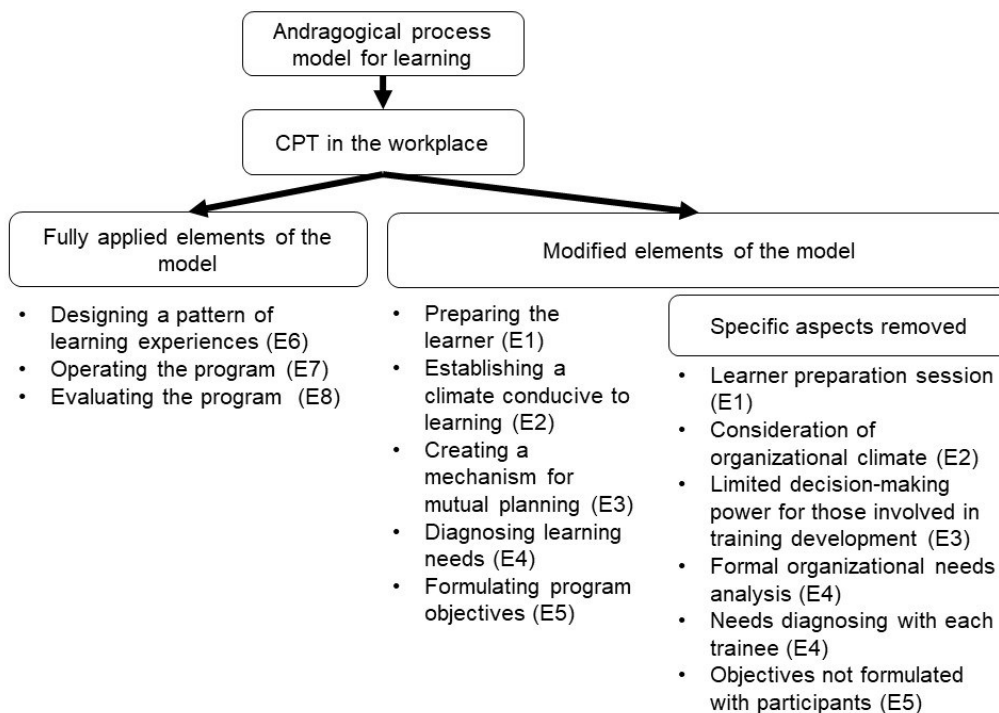 Andragogical process
model for learning
CPT in the workplace
Fully applied elements of the
model
• Designing a pattern of
learning experiences (E6)
• Operating the program (E7)
• Evaluating the program (E8)
Modified elements of the model
• Preparing the
learner (E1)
• Establishing a
climate conducive to
learning (E2)
• Creating a
mechanism for
mutual planning (E3)
• Diagnosing learning
needs (E4)
• Formulating program
objectives (E5)
Specific aspects removed
• Learner preparation session
(E1)
• Consideration of
organizational climate (E2)
• Limited decision-making
power for those involved in
training development (E3)
• Formal organizational needs
analysis (E4)
• Needs diagnosing with each
trainee (E4)
• Objectives not formulated
with participants (E5)